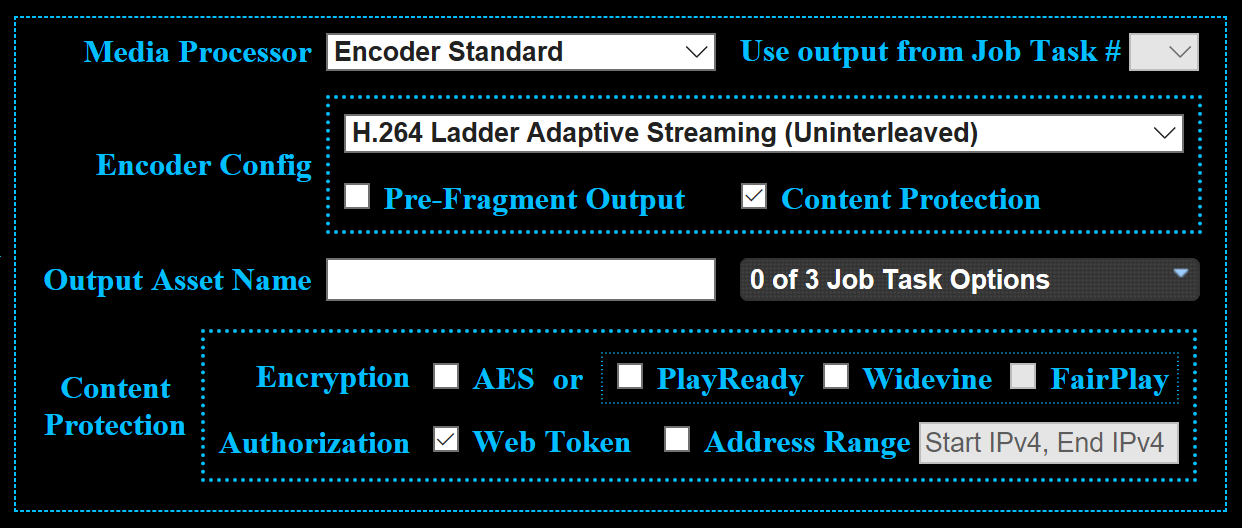 Media Processor Encoder Standard Use output from Job Task #
H.264 Ladder Adaptive Streaming (Uninterleaved)
Encoder Config
Pre-Fragment Output Content Protection
Output Asset Name 0 of 3 Job Task Options
Content Protection
Encryption AES or PlayReady Widevine FairPlay
Authorization Web Token Address Range Start IPv4, End IPv4